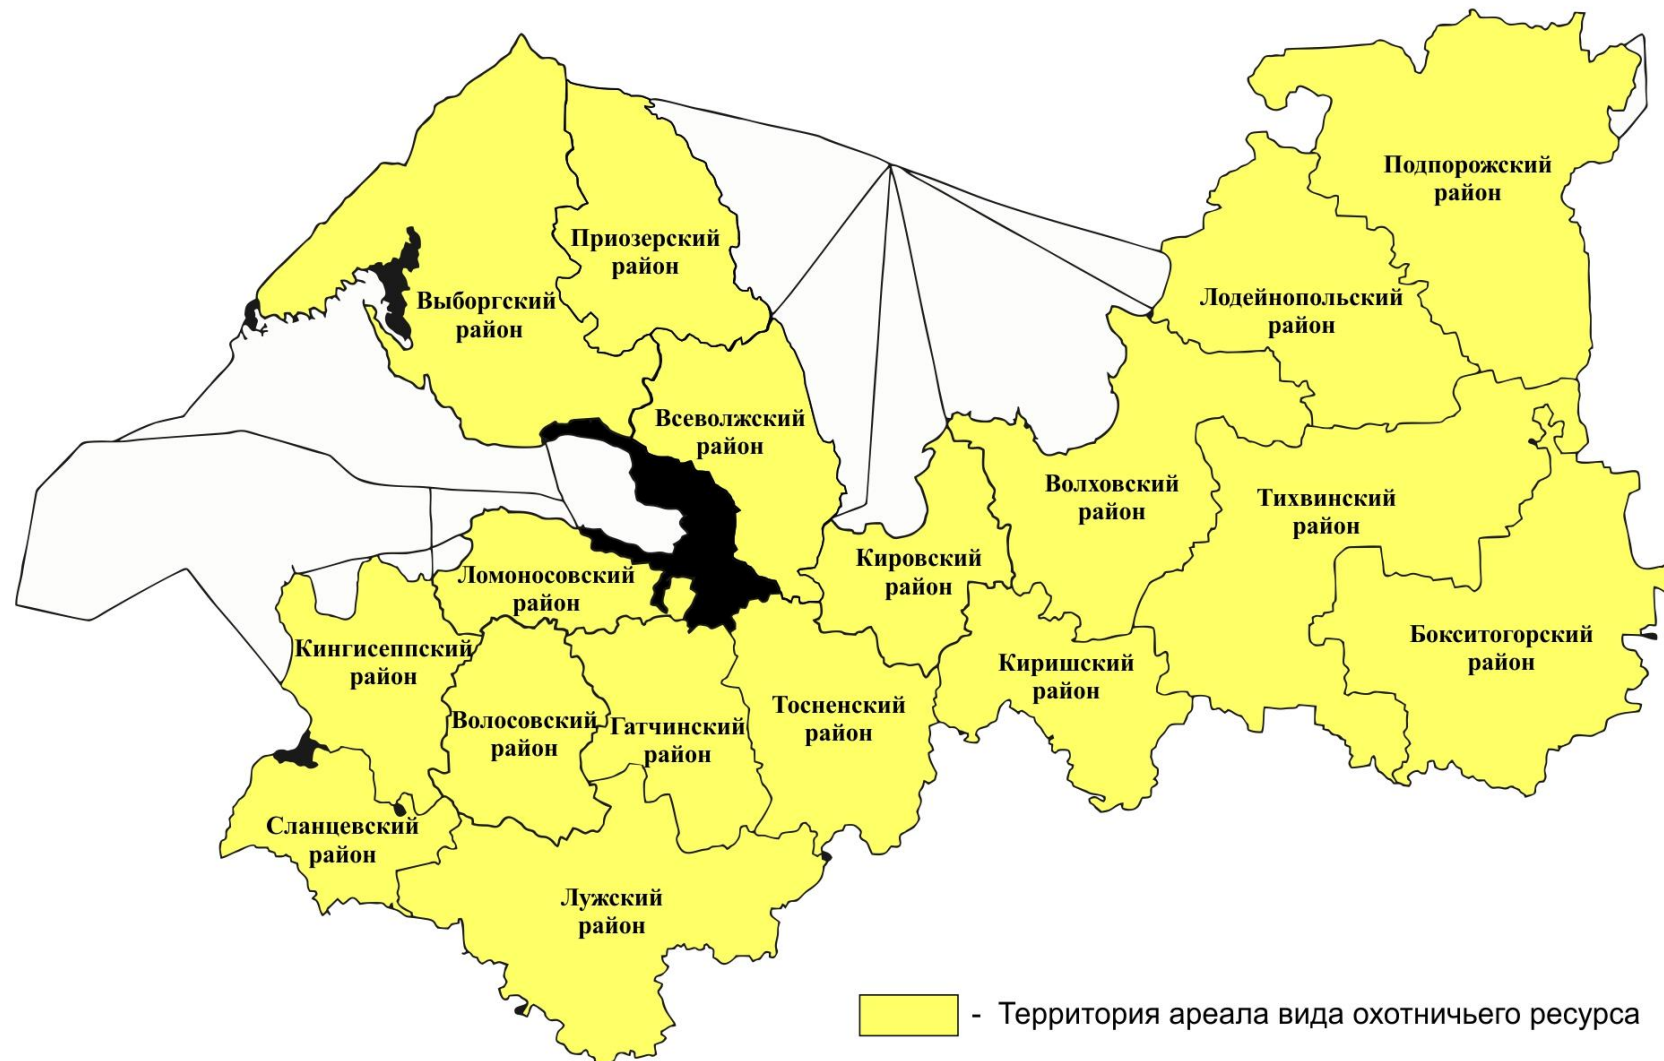 Подпорожский
район
Приозерский
район
Выборгский
район
Лодейнопольский
район
Всеволжский
район
Волховский
район
Тихвинский
район
Кировский
район
Ломоносовский
район
Кингисеппский
район
Бокситогорский
район
Киришский
район
Волосовский
район
Гатчинский
район
Тосненский
район
Сланцевский
район
Лужский
район
- Территория ареала вида охотничьего ресурса